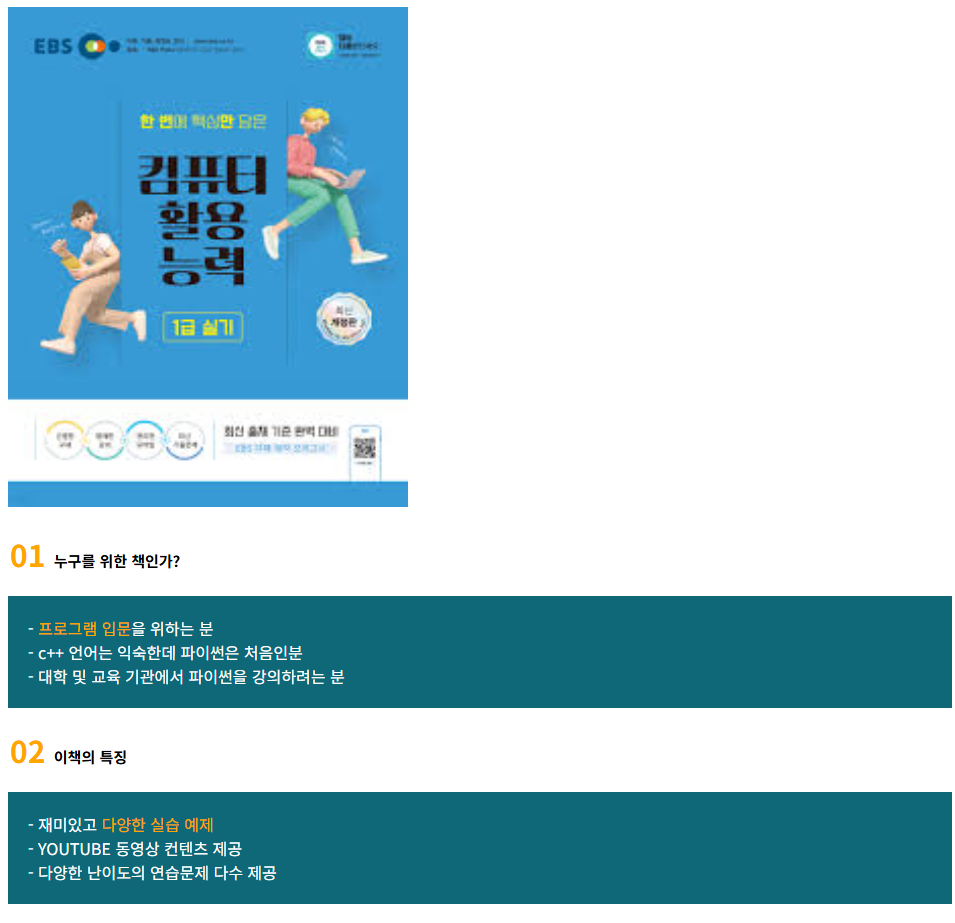 EBS
한 번에 핵심만 담은
컴퓨터
활용
능력
1급 실기
최신
개정판
최신 출제 기준 완벽 대비
01 누구를 위한 책인가?
- 프로그램 입문을 위하는 분
- c++ 언어는 익숙한데 파이썬은 처음인분
- 대학 및 교육 기관에서 파이썬을 강의하려는 분
02 이책의 특징
- 재미있고 다양한 실습 예제
- YOUTUBE 동영상 컨텐츠 제공
- 다양한 난이도의 연습문제 다수 제공